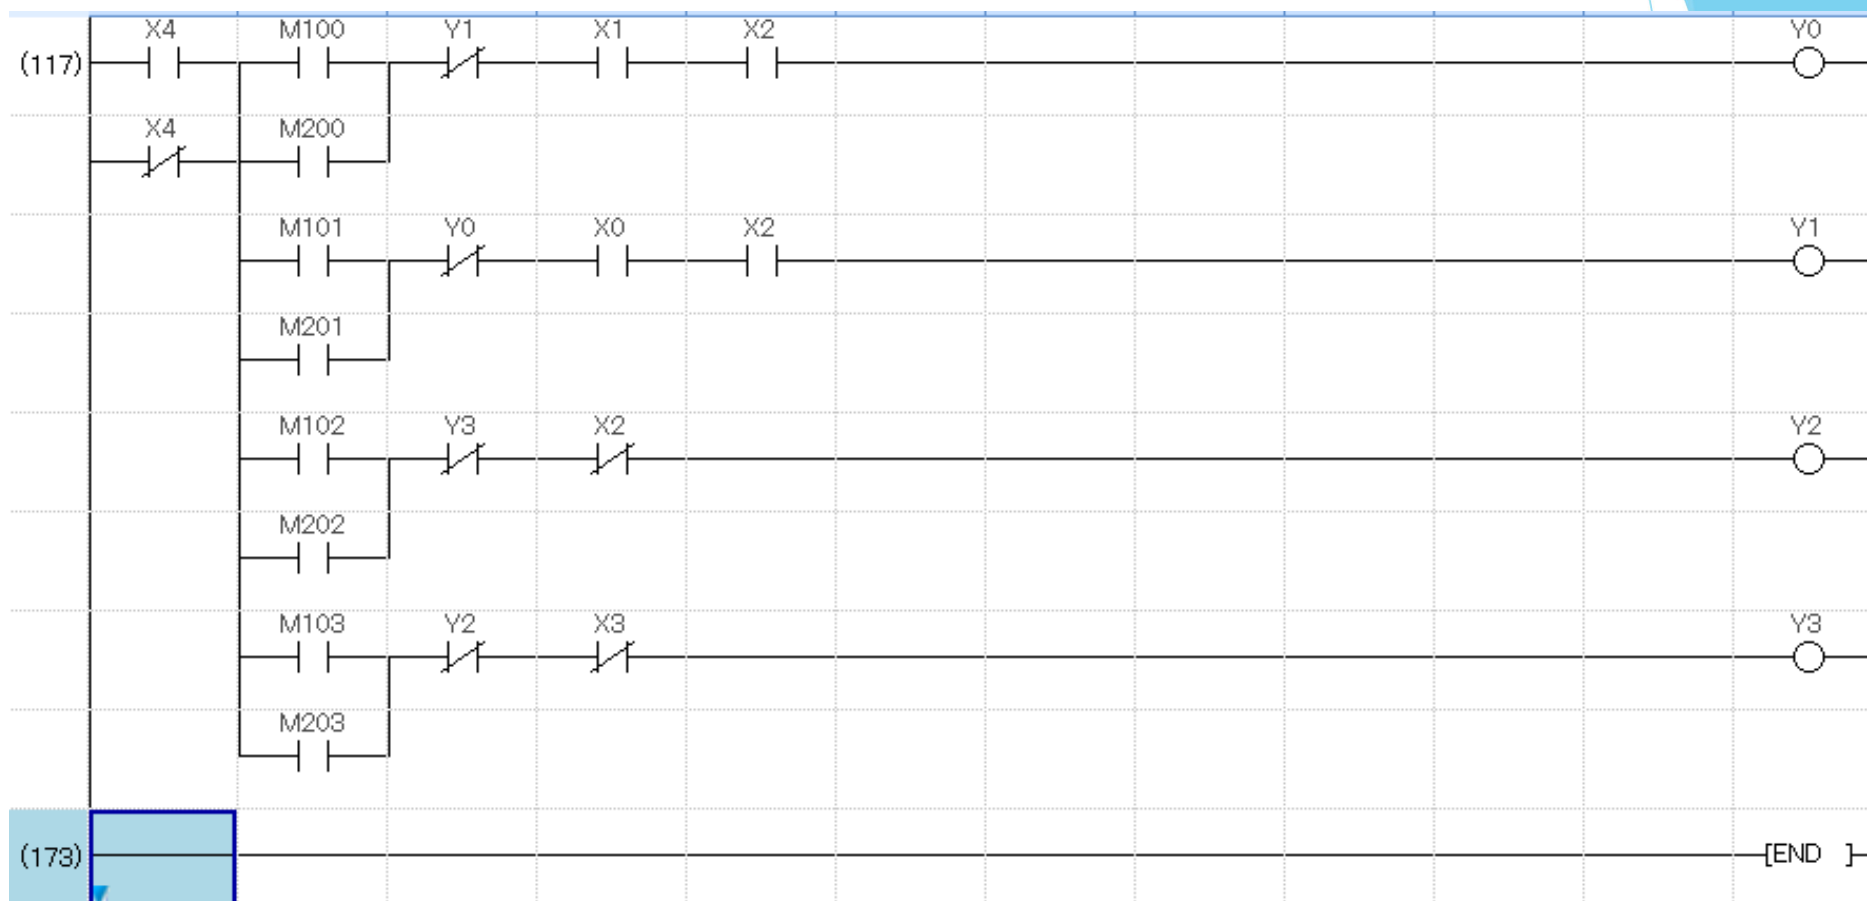 X4 M100 Y1 X1 X2 Y0
(117)
X4 M200
M101 Y0 X0 X2 Y1
M201
M102 Y3 X2 Y2
M202
M103 Y2 X3 Y3
M203
(173) [END ]